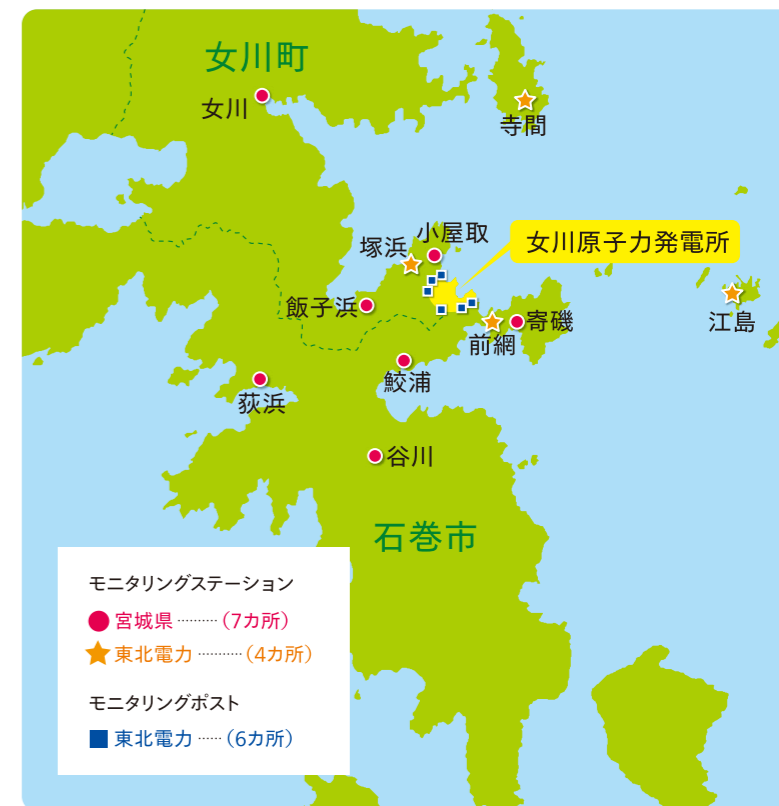 女川町
女川
寺間
小屋取
塚浜
女川原子力発電所
飯子浜
江島
寄磯
前網
鮫浦
荻浜
谷川
石巻市
モニタリングステーション
宮城県 ……… (7カ所)
東北電力 ………… (4カ所)
モニタリングポスト
東北電力 …… (6カ所)